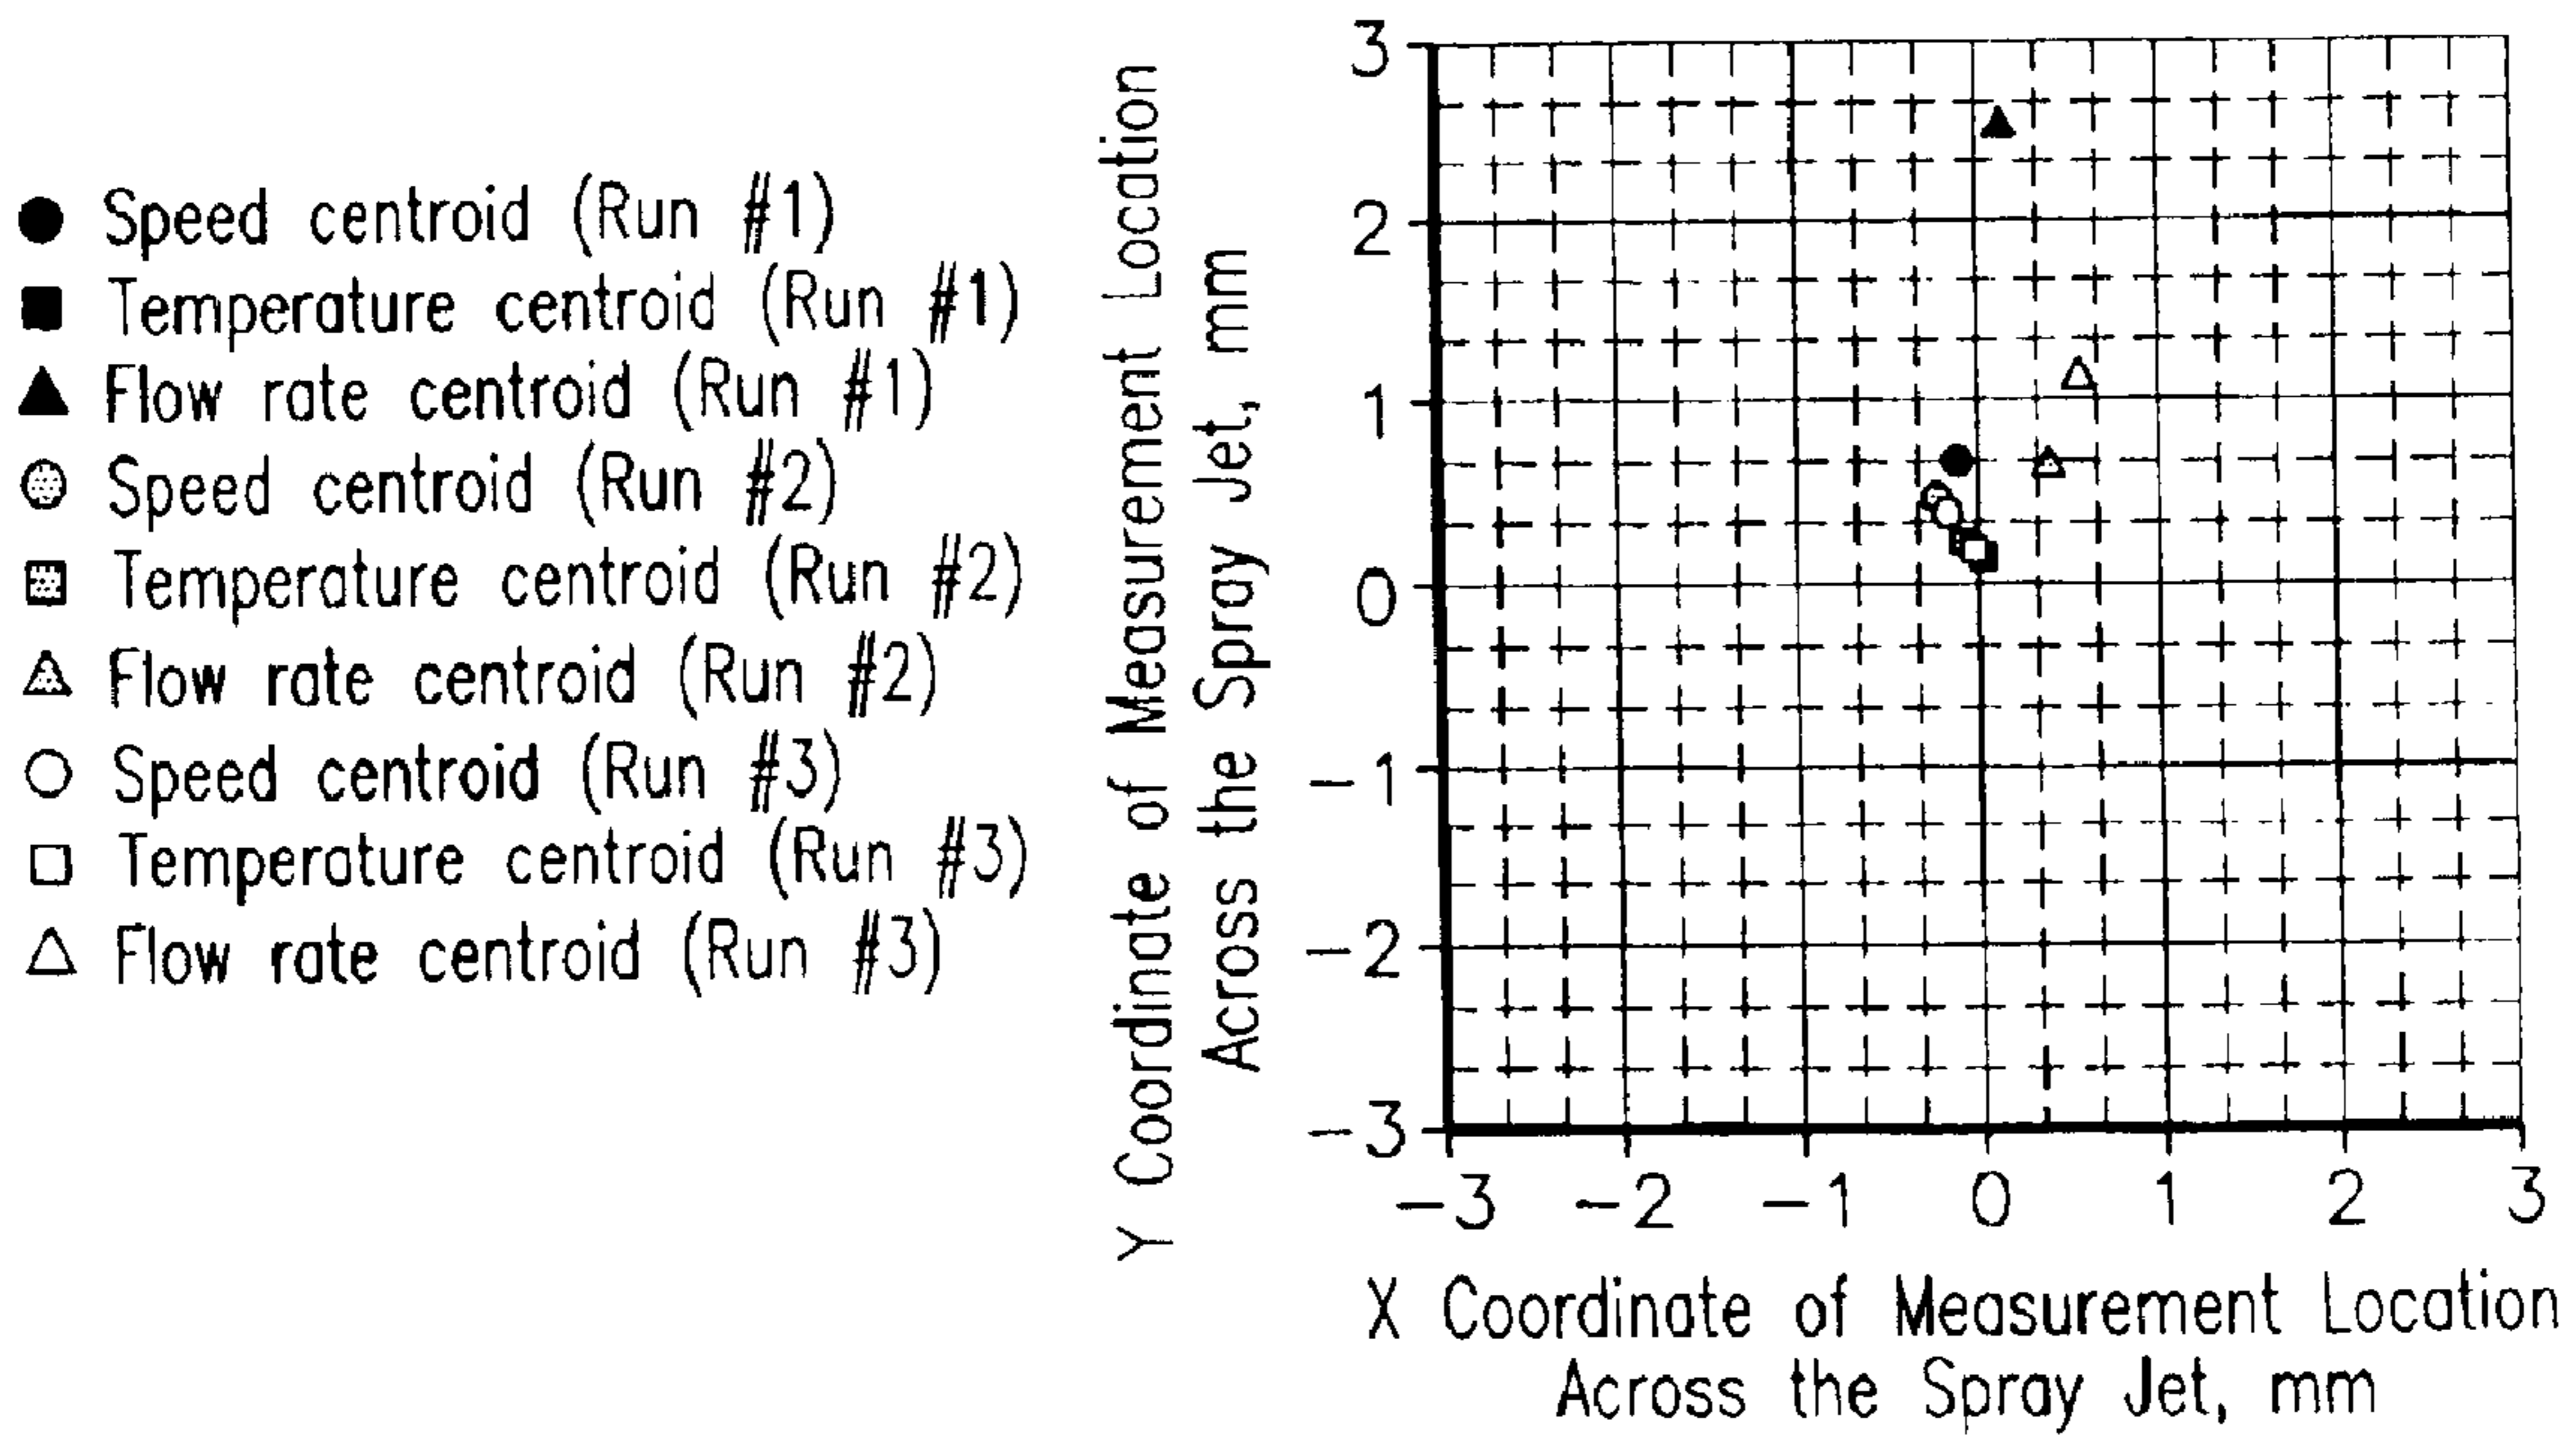 Speed centroid (Run #1)
Temperature centroid (Run #1)
Flow rate centroid (Run #1)
Speed centroid (Run #2)
Temperature centroid (Run #2)
Flow rate centroid (Run #2)
Speed centroid (Run #3)
Temperature centroid (Run #3)
Flow rate centroid (Run #3)
Y Coordinate of Measurement Location
Across the Spray Jet, mm
3
2
1
0
-1
-2
-3
-3 -2 -1 0 1 2 3
X Coordinate of Measurement Location
Across the Spray Jet, mm